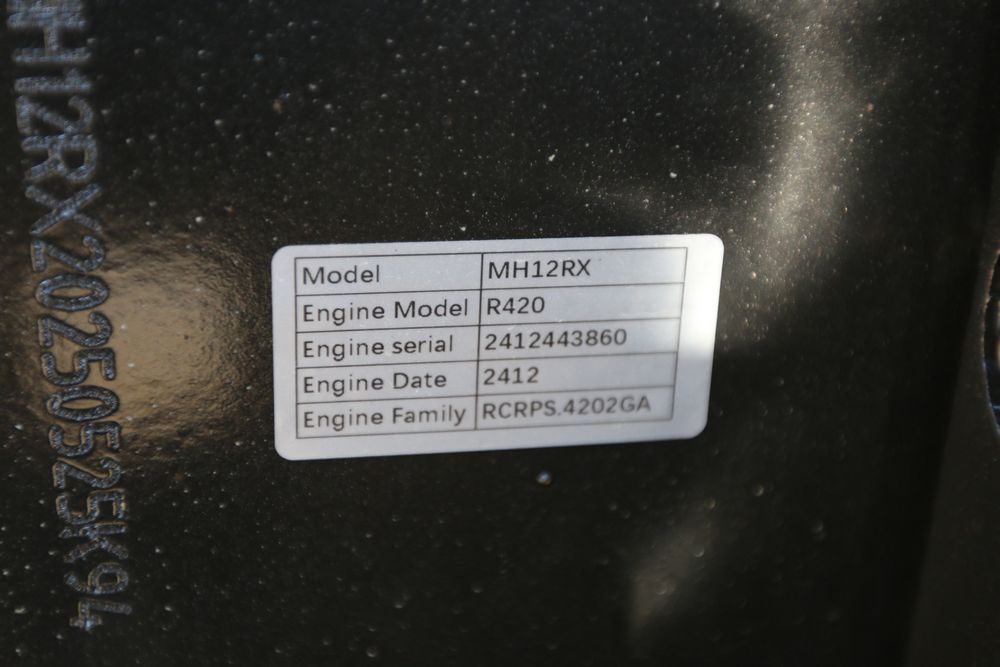 MH12RX20250525K94
Model MH12RX
Engine Model R420
Engine serial 2412443860
Engine Date 2412
Engine Family RCRPS.4202GA